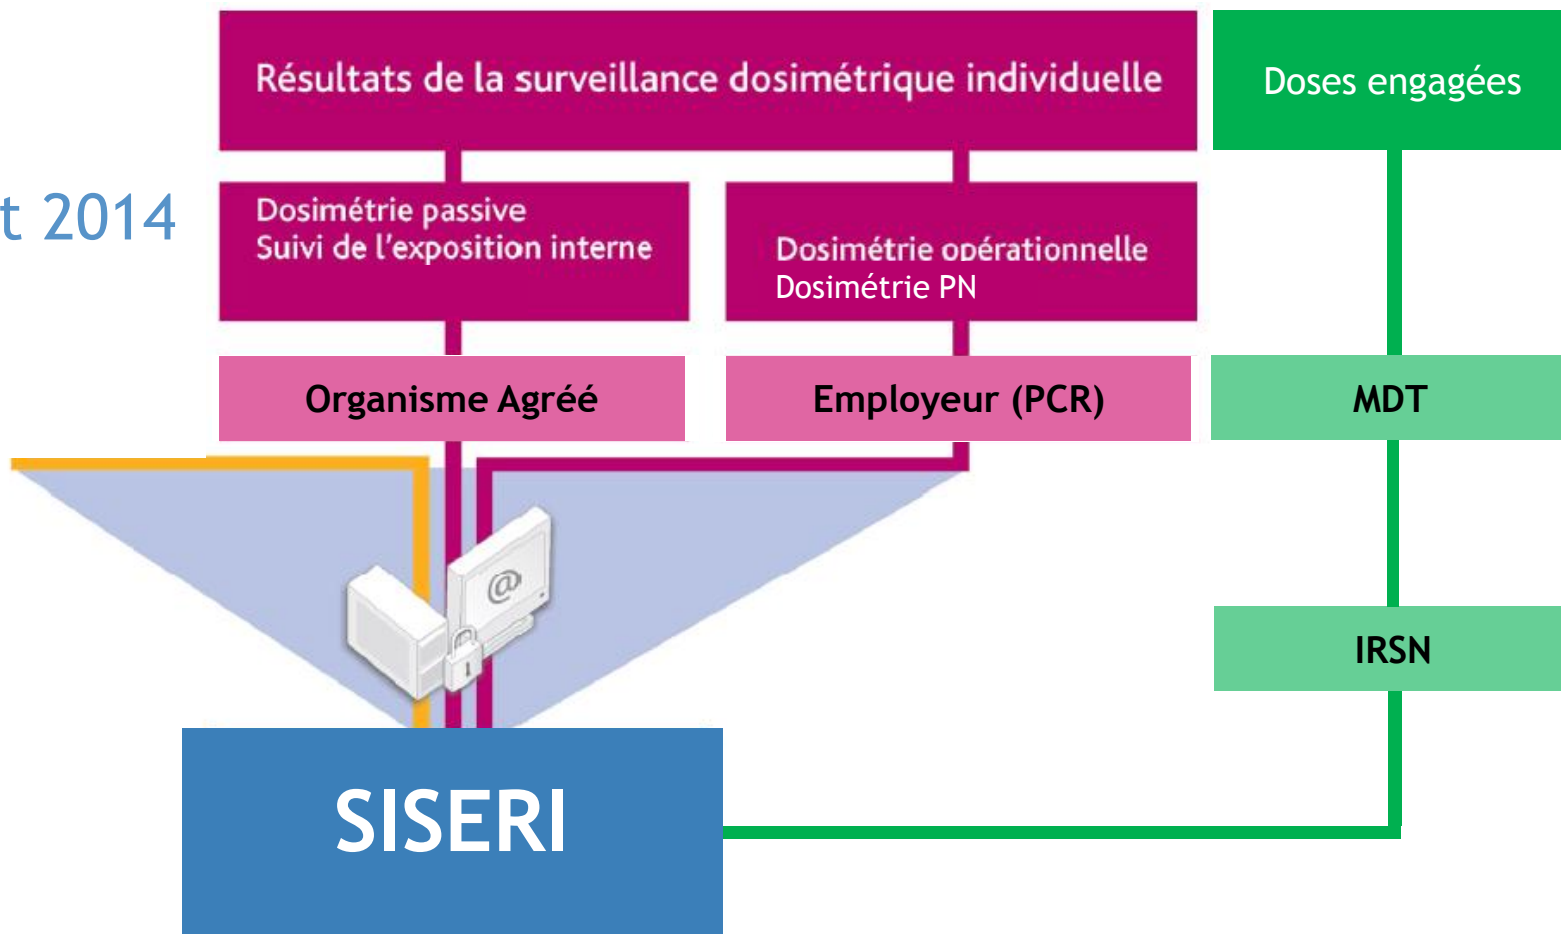 Résultats de la surveillance dosimétrique individuelle
Doses engagées
t 2014
Dosimétrie passive
Suivi de l'exposition interne
Dosimétrie opérationnelle
Dosimétrie PN
Organisme Agréé
Employeur (PCR)
MDT
@
IRSN
SISERI